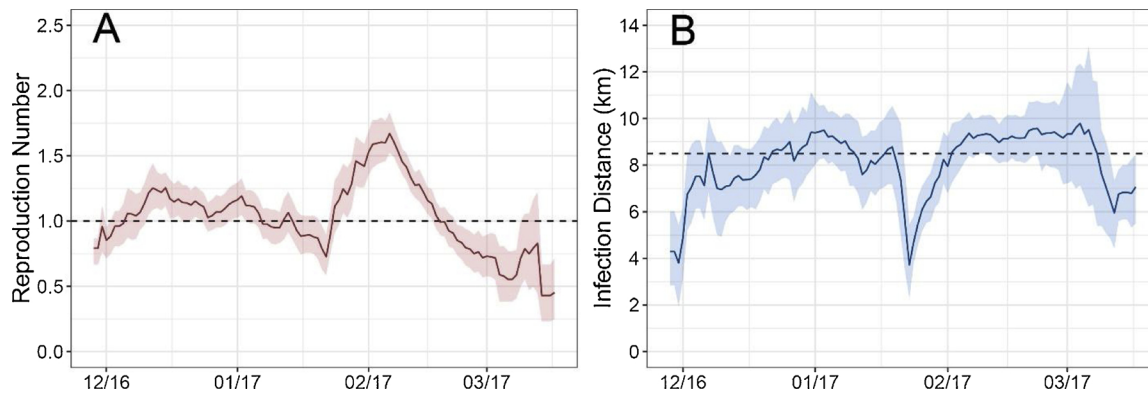 A
Reproduction Number
2.5
2.0
1.5
1.0
0.5
0.0
12/16 01/17 02/17 03/17
B
Infection Distance (km)
14
12
10
8
6
4
2
0
12/16 01/17 02/17 03/17